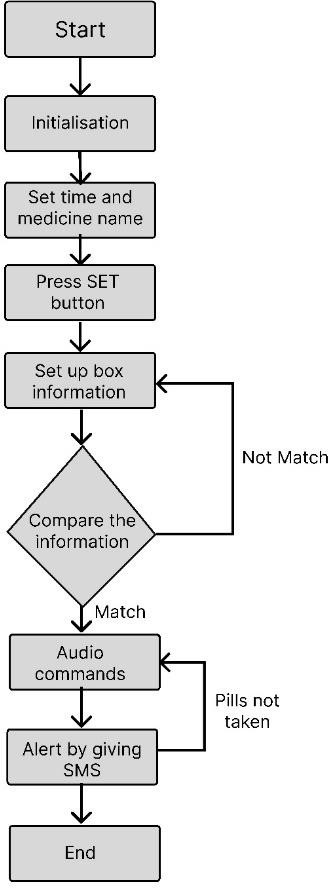 Start
Initialisation
Set time and
medicine name
Press SET
button
Set up box
information
Not Match
Compare the
information
Match
Audio
commands
Pills not
taken
Alert by giving
SMS
End